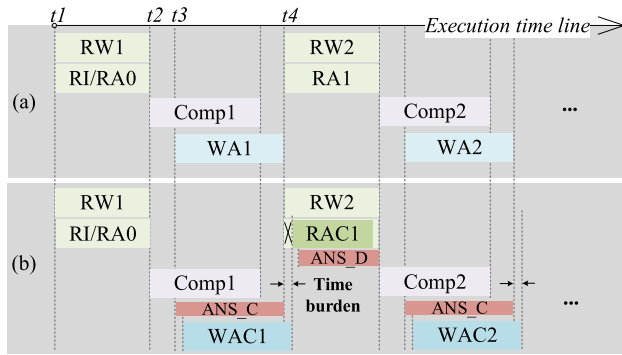 t1 t2 t3 t4 Execution time line
RW1 RW2
(a) RI/RA0 RA1
Comp1 Comp2 ...
WA1 WA2
RW1 RW2
RI/RA0 RAC1
(b) ANS_D
Comp1 Time Comp2
ANS_C burden ANS_C ...
WAC1 WAC2